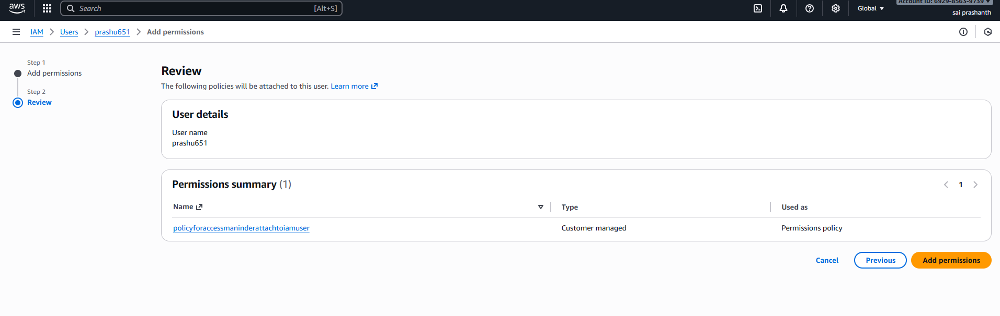 aws
Search [Alt+S]
Global
Account ID: 6929-8563-9739
sai prashanth
IAM Users prashu651 Add permissions
Step 1
Add permissions
Step 2
Review
Review
The following policies will be attached to this user. Learn more
User details
User name
prashu651
Permissions summary (1)
1
Name Type Used as
policyforaccessmaninderattachtoiamuser Customer managed Permissions policy
Cancel Previous Add permissions